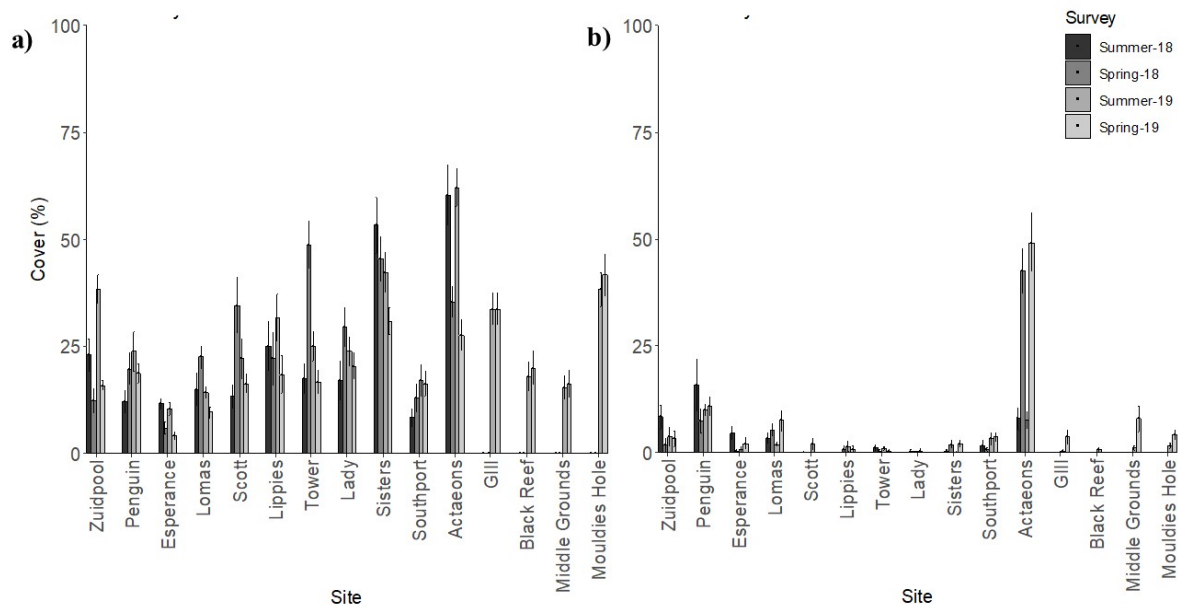 a)
100
75
50
25
0
Cover (%)
Zuidpool
Penguin
Esperance
Lomas
Scott
Lippies
Tower
Lady
Sisters
Southport
Actaeons
GIII
Black Reef
Middle Grounds
Mouldies Hole
Site
b)
100
75
50
25
0
Zuidpool
Penguin
Esperance
Lomas
Scott
Lippies
Tower
Lady
Sisters
Southport
Actaeons
GIII
Black Reef
Middle Grounds
Mouldies Hole
Site
Survey
Summer-18
Spring-18
Summer-19
Spring-19